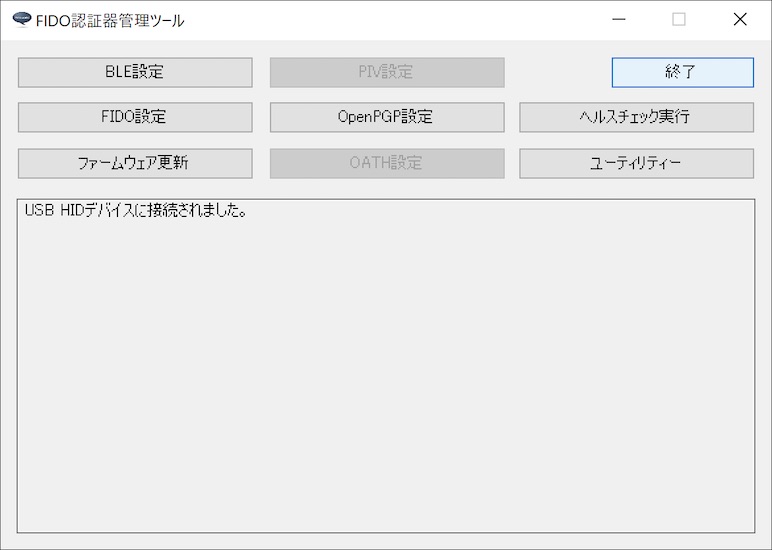 FIDO認証器管理ツール
BLE設定
PIV設定
終了
FIDO設定
OpenPGP設定
ヘルスチェック実行
ファームウェア更新
OATH設定
ユーティリティー
USB HIDデバイスに接続されました。